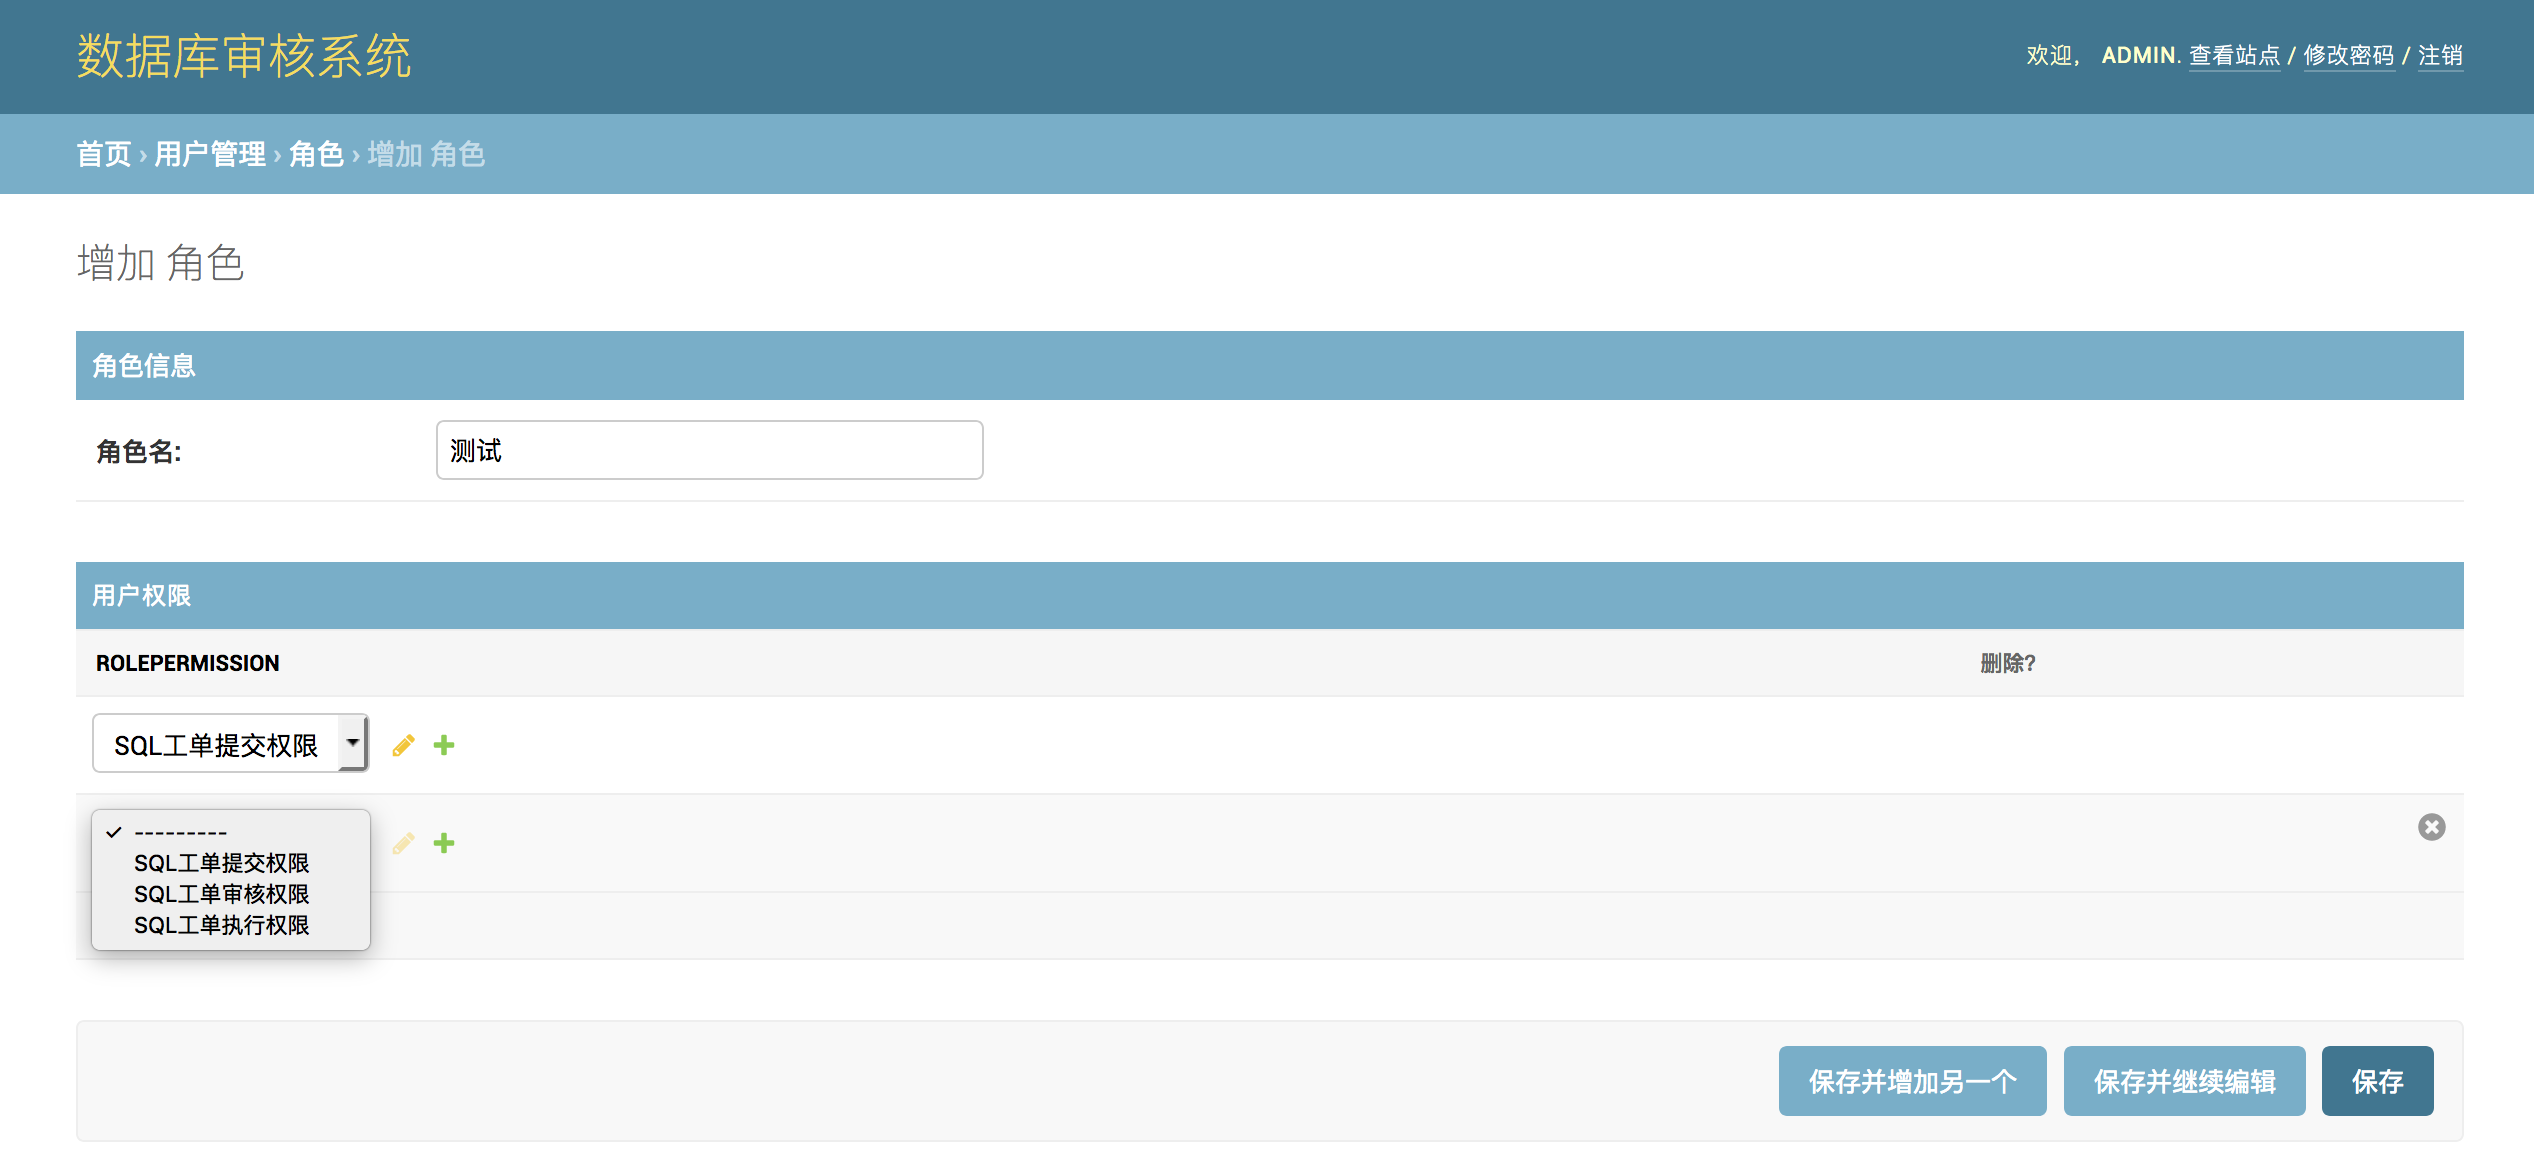 数据库审核系统
欢迎， ADMIN. 查看站点 / 修改密码 / 注销
首页 › 用户管理 › 角色 › 增加 角色
增加 角色
角色信息
角色名:
测试
用户权限
ROLEPERMISSION
删除?
SQL工单提交权限
---------
SQL工单提交权限
SQL工单审核权限
SQL工单执行权限
保存并增加另一个
保存并继续编辑
保存